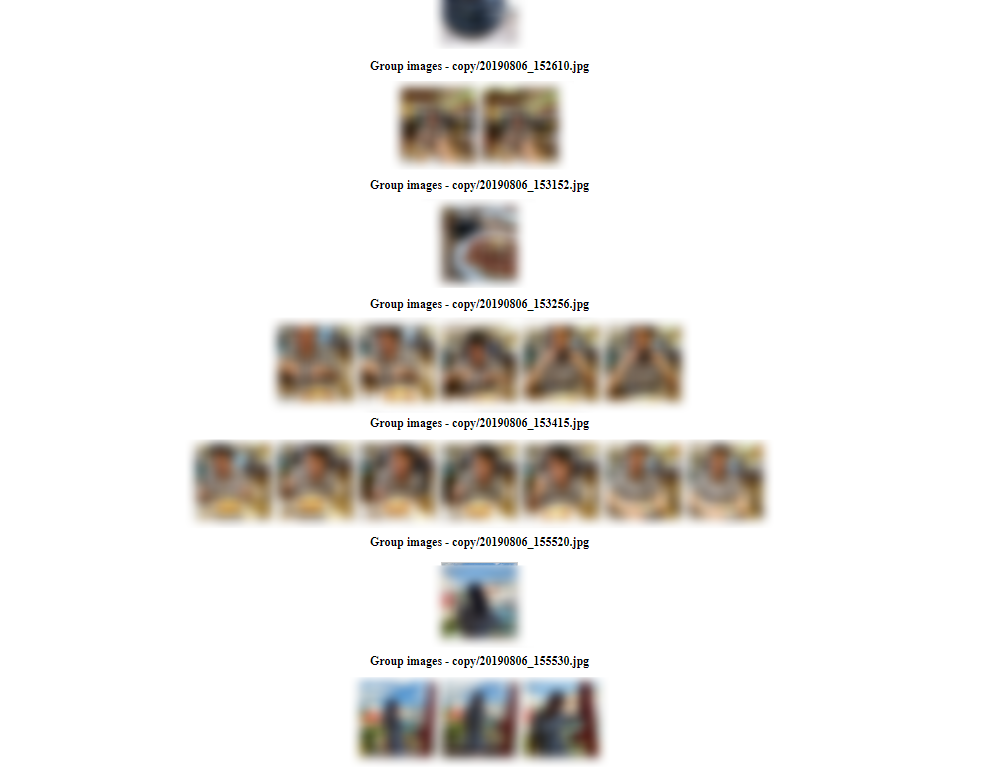 Group images - copy/20190806_152610.jpg
Group images - copy/20190806_153152.jpg
Group images - copy/20190806_153256.jpg
Group images - copy/20190806_153415.jpg
Group images - copy/20190806_155520.jpg
Group images - copy/20190806_155530.jpg